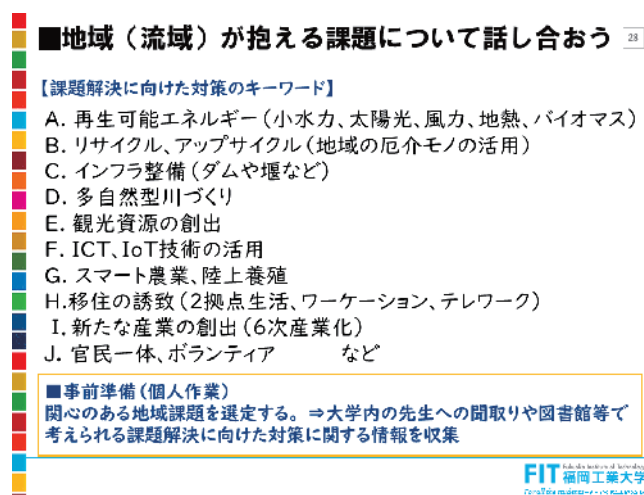 ■地域（流域）が抱える課題について話し合おう
28
【課題解決に向けた対策のキーワード】
A. 再生可能エネルギー（小水力、太陽光、風力、地熱、バイオマス）
B. リサイクル、アップサイクル（地域の厄介モノの活用）
C. インフラ整備（ダムや堰など）
D. 多自然型川づくり
E. 観光資源の創出
F. ICT、IoT技術の活用
G. スマート農業、陸上養殖
H.移住の誘致（2拠点生活、ワーケーション、テレワーク）
I. 新たな産業の創出（6次産業化）
J. 官民一体、ボランティア　　　など
■事前準備（個人作業）
関心のある地域課題を選定する。⇒大学内の先生への聞取りや図書館等で
考えられる課題解決に向けた対策に関する情報を収集
FIT 福岡工業大学